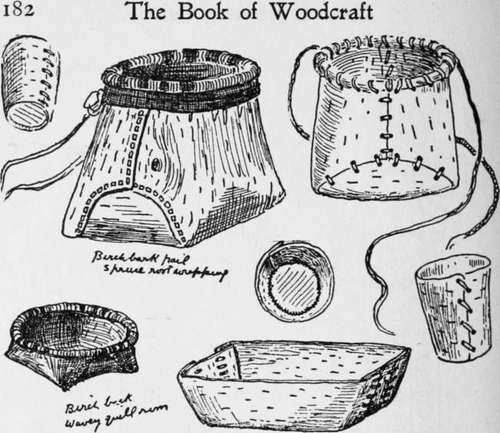 182 The Book of Woodcraft
Birch bark pail
spruce root wrapping
Birch bark
Wavey quill rim